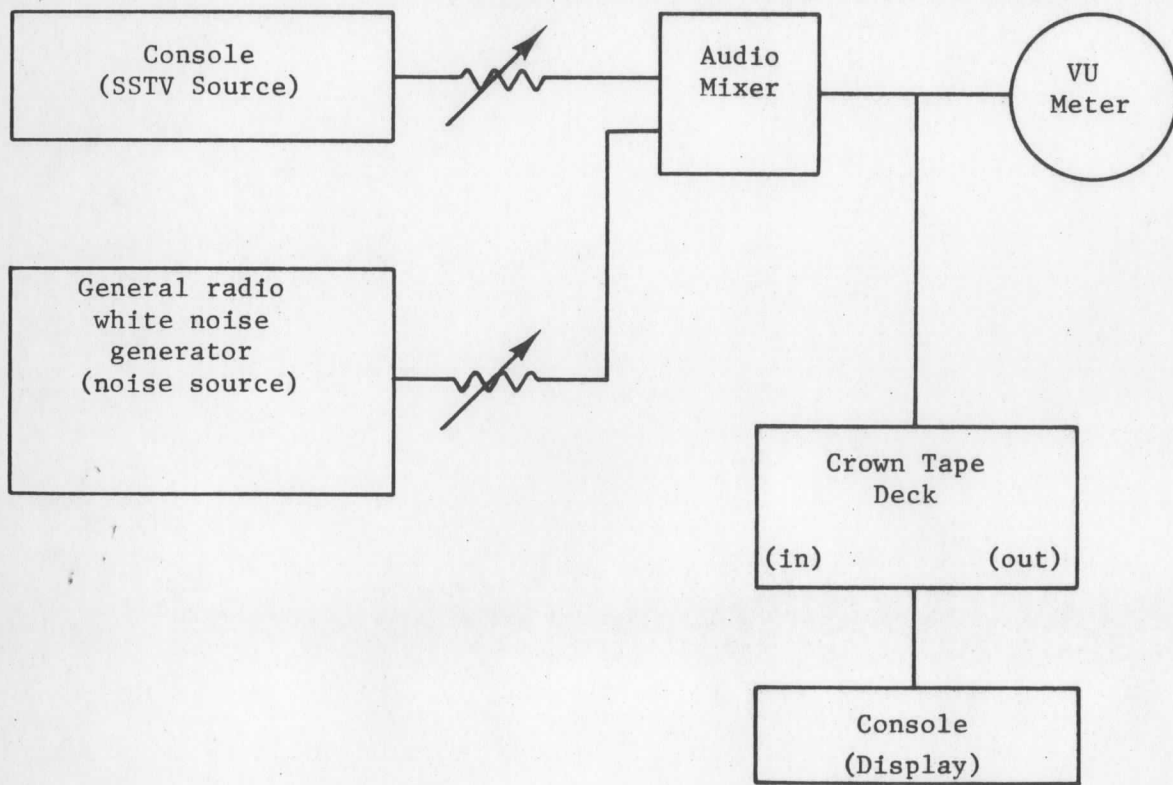 Console
(SSTV Source)
Audio
Mixer
VU
Meter
General radio
white noise
generator
(noise source)
Crown Tape
Deck
(in) (out)
Console
(Display)